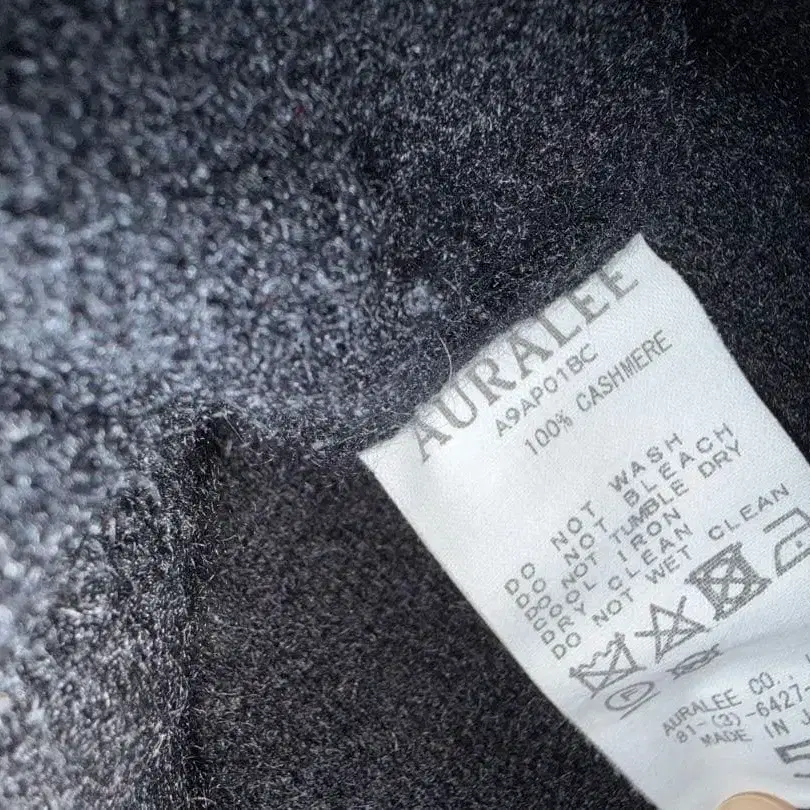 AURALEE
A9AP01BC
100% CASHMERE
DO NOT WASH
DO NOT BLEACH
DO NOT TUMBLE DRY
COOL IRON
DRY CLEAN
DO NOT WET CLEAN
AURALEE CO.,
81-(3)-6427
MADE IN